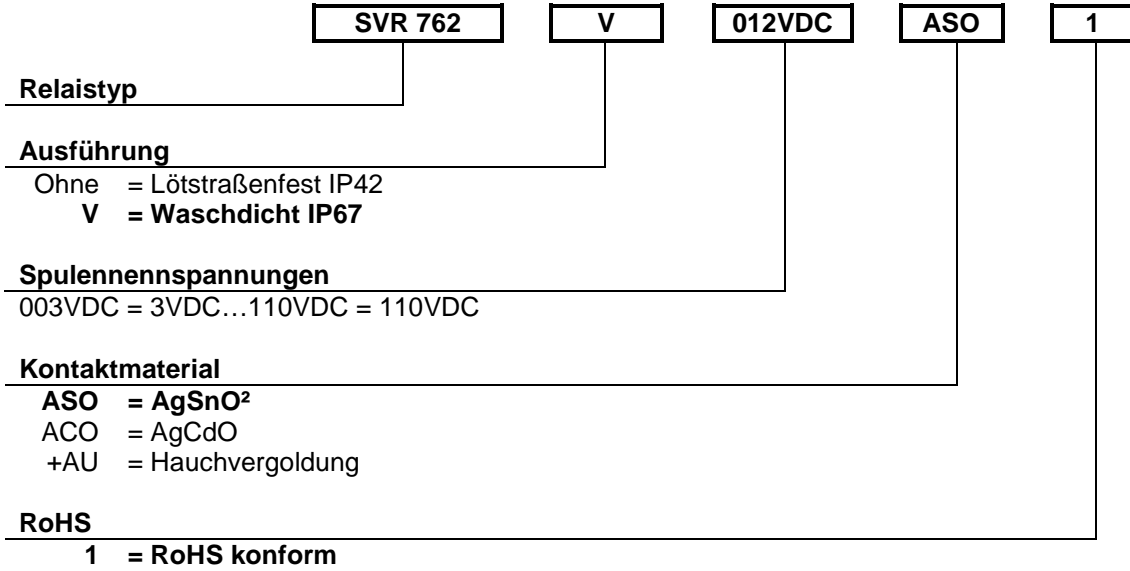 SVR 762 V 012VDC ASO 1
Relaistyp
Ausführung
Ohne = Lötstraßenfest IP42
V = Waschdicht IP67
Spulennennspannungen
003VDC = 3VDC…110VDC = 110VDC
Kontaktmaterial
ASO = AgSnO²
ACO = AgCdO
+AU = Hauchvergoldung
RoHS
1 = RoHS konform